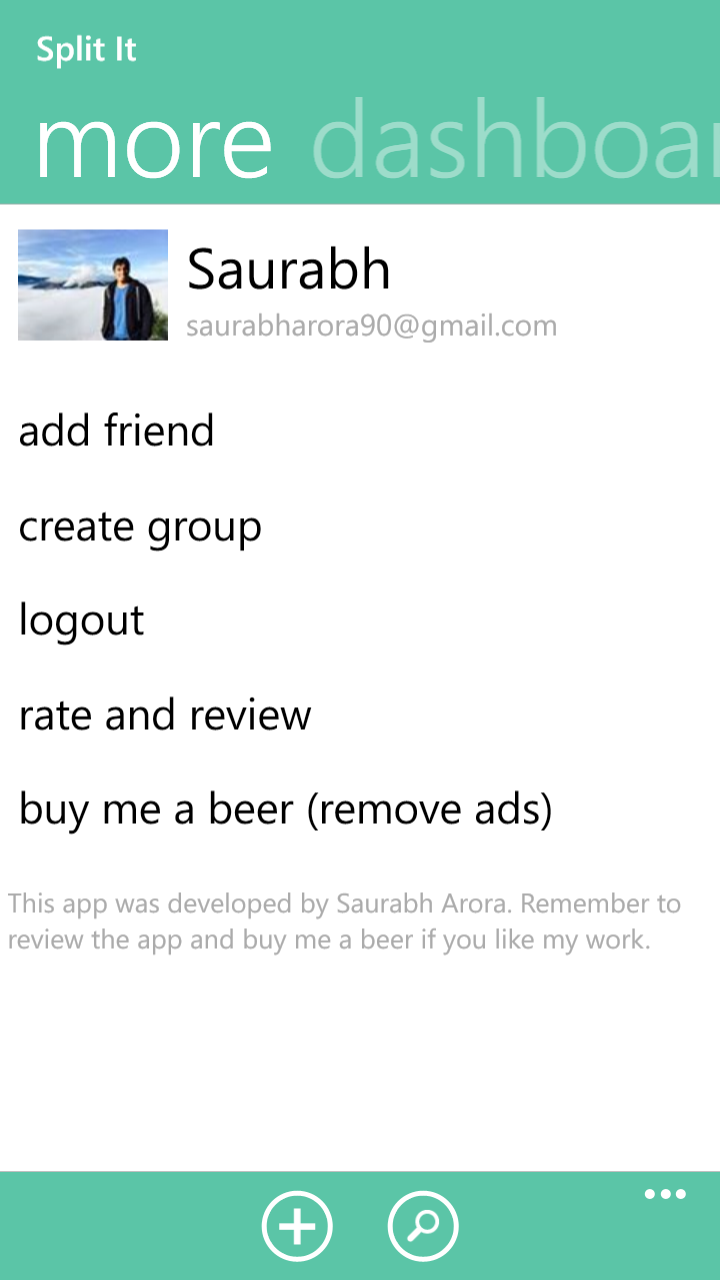 Split It
more dashboar
Saurabh
saurabharora90@gmail.com
add friend
create group
logout
rate and review
buy me a beer (remove ads)
This app was developed by Saurabh Arora. Remember to
review the app and buy me a beer if you like my work.